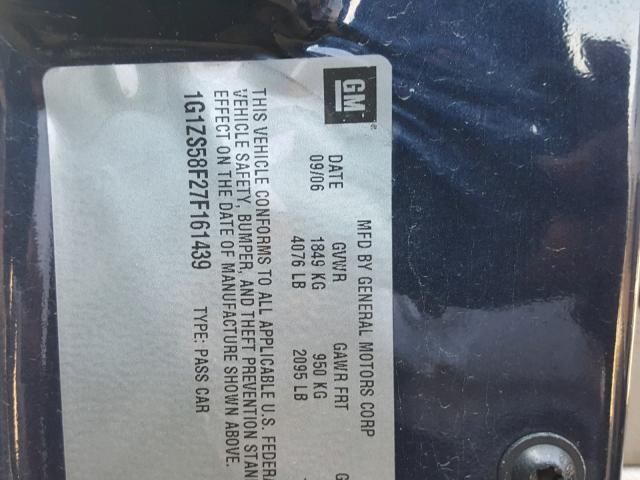 GM
MFD BY GENERAL MOTORS CORP
DATE GVWR GAWR FRT
09/06 1849 KG 950 KG
4076 LB 2095 LB
THIS VEHICLE CONFORMS TO ALL APPLICABLE U.S. FEDERA
VEHICLE SAFETY, BUMPER, AND THEFT PREVENTION STAN
EFFECT ON THE DATE OF MANUFACTURE SHOWN ABOVE.
1G1ZS58F27F161439 TYPE: PASS CAR